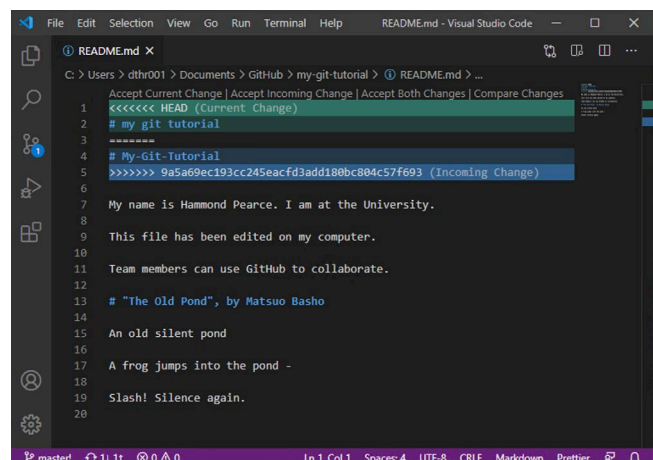 File Edit Selection View Go Run Terminal Help README.md - Visual Studio Code
README.md
C: > Users > dthr001 > Documents > GitHub > my-git-tutorial > README.md > ...
Accept Current Change | Accept Incoming Change | Accept Both Changes | Compare Changes
1 <<<<<<< HEAD (Current Change)
2 # my git tutorial
3 =======
4 # My-Git-Tutorial
5 >>>>>>> 9a5a69ec193cc245eacfd3add180bc804c57f693 (Incoming Change)
6
7 My name is Hammond Pearce. I am at the University.
8
9 This file has been edited on my computer.
10
11 Team members can use GitHub to collaborate.
12
13 # "The Old Pond", by Matsuo Basho
14
15 An old silent pond
16
17 A frog jumps into the pond -
18
19 Slash! Silence again.
20
1
master! 1↓ 1↑ 0 0 Ln 1, Col 1 Spaces: 4 UTF-8 CRLF Markdown Prettier